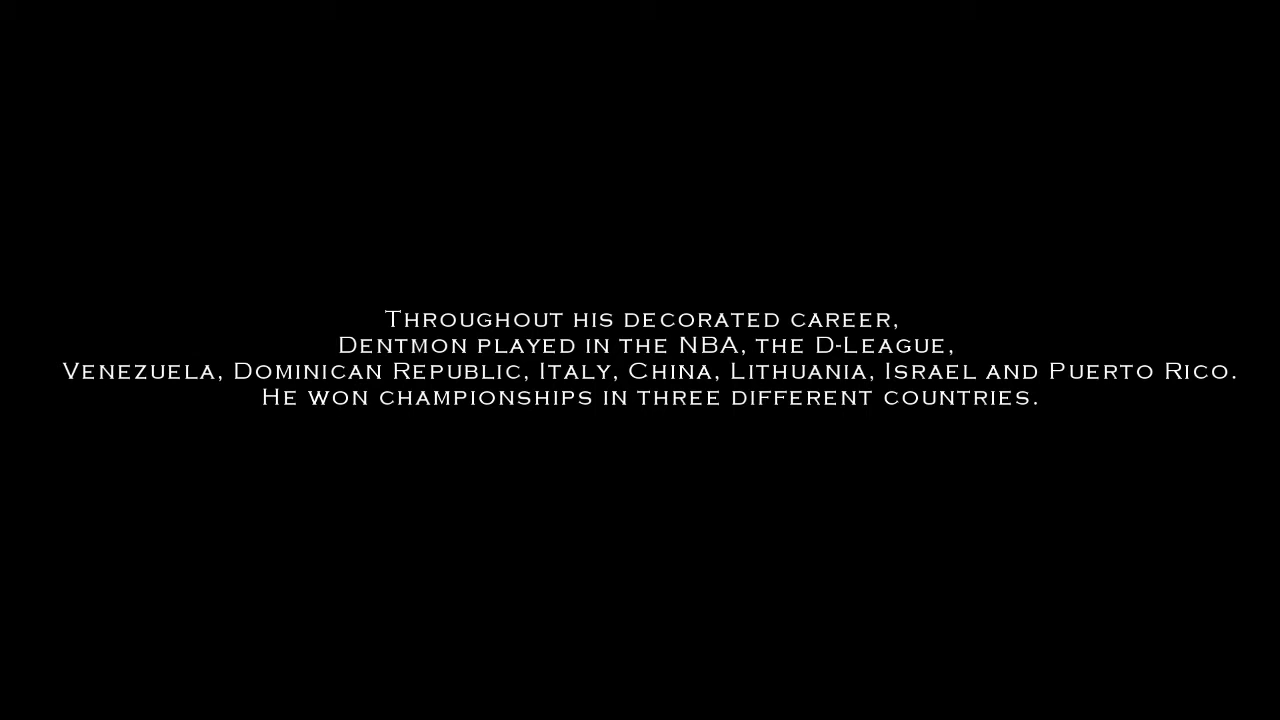 Throughout his decorated career,
Dentmon played in the NBA, the D-League,
Venezuela, Dominican Republic, Italy, China, Lithuania, Israel and Puerto Rico.
He won championships in three different countries.